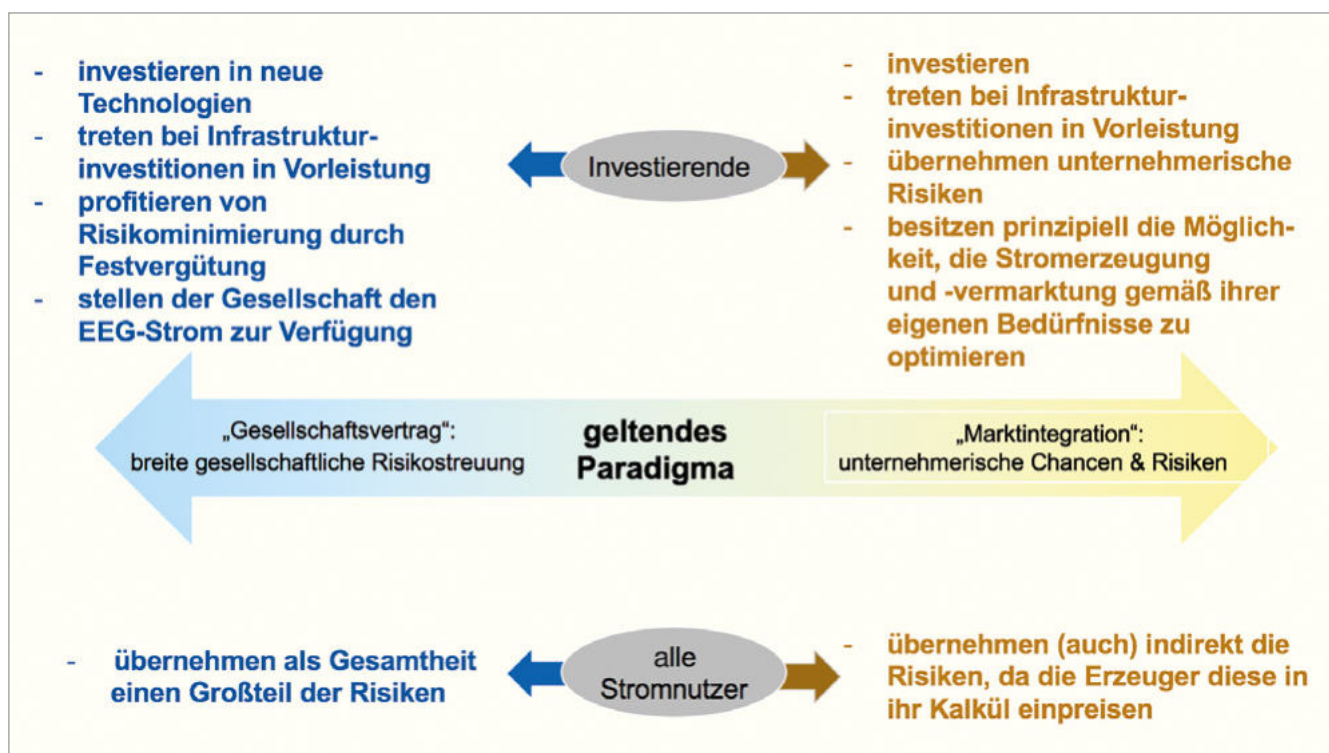 - investieren in neue
Technologien
- treten bei Infrastruktur-
investitionen in Vorleistung
- profitieren von
Risikominimierung durch
Festvergütung
- stellen der Gesellschaft den
EEG-Strom zur Verfügung
Investierende
- investieren
- treten bei Infrastruktur-
investitionen in Vorleistung
- übernehmen unternehmerische
Risiken
- besitzen prinzipiell die Möglich-
keit, die Stromerzeugung
und -vermarktung gemäß ihrer
eigenen Bedürfnisse zu
optimieren
„Gesellschaftsvertrag“:
breite gesellschaftliche Risikostreuung
geltendes
Paradigma
„Marktintegration“:
unternehmerische Chancen & Risiken
- übernehmen als Gesamtheit
einen Großteil der Risiken
alle
Stromnutzer
- übernehmen (auch) indirekt die
Risiken, da die Erzeuger diese in
ihr Kalkül einpreisen